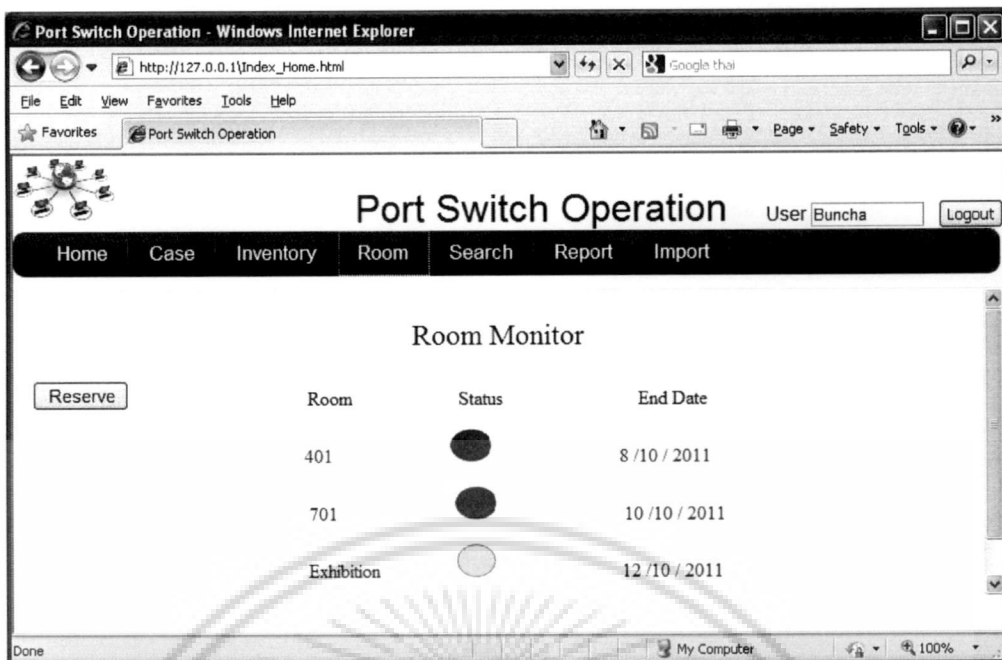 Port Switch Operation - Windows Internet Explorer
http://127.0.0.1\Index_Home.html
Google thai
File Edit View Favorites Tools Help
Favorites Port Switch Operation Page Safety Tools
Port Switch Operation User Buncha Logout
Home Case Inventory Room Search Report Import
Room Monitor
Reserve Room Status End Date
401 8 /10 / 2011
701 10 /10 / 2011
Exhibition 12 /10 / 2011
Done My Computer 100%